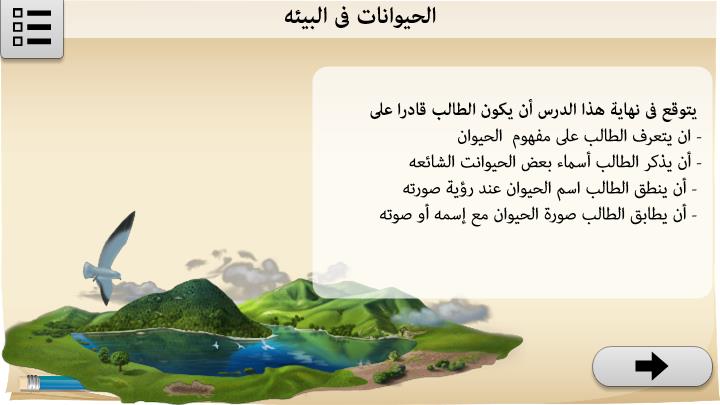 الحيوانات فى البيئه
يتوقع فى نهاية هذا الدرس أن يكون الطالب قادرا على
- ان يتعرف الطالب على مفهوم الحيوان
- أن يذكر الطالب أسماء بعض الحيوانت الشائعه
- أن ينطق الطالب اسم الحيوان عند رؤية صورته
- أن يطابق الطالب صورة الحيوان مع إسمه أو صوته